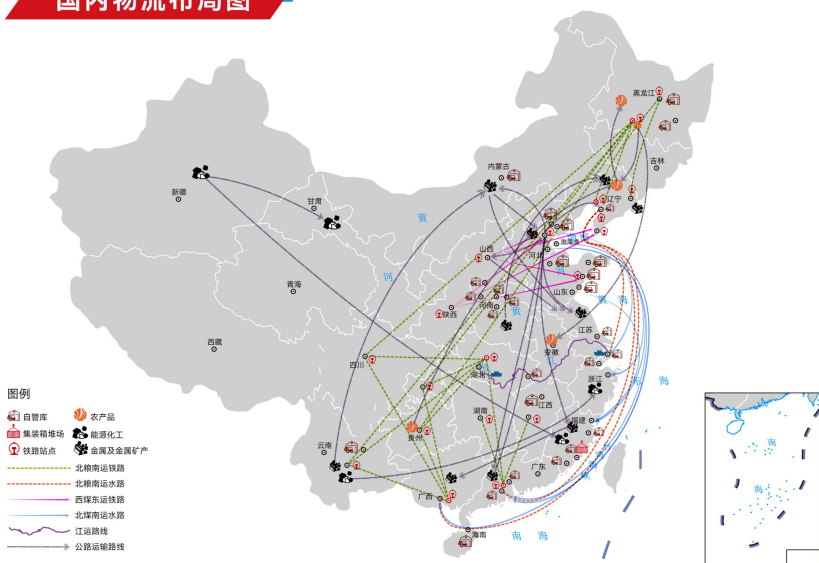 国内物流布局图
黑龙江
吉林
内蒙古
辽宁
新疆
甘肃
黄
渤海湾
河北
山西
河
青海
山东
黄 海
河南
陕西
黄
江苏
西藏
安徽
四川
湖北
浙江
东 海
图例
自管库
农产品
集装箱堆场
能源化工
铁路站点
金属及金属矿产
江西
湖南
福建
贵州
云南
广东
北粮南运铁路
北粮南运水路
西煤东运铁路
北煤南运水路
江运路线
公路运输路线
广西
海南
南 海
南
海